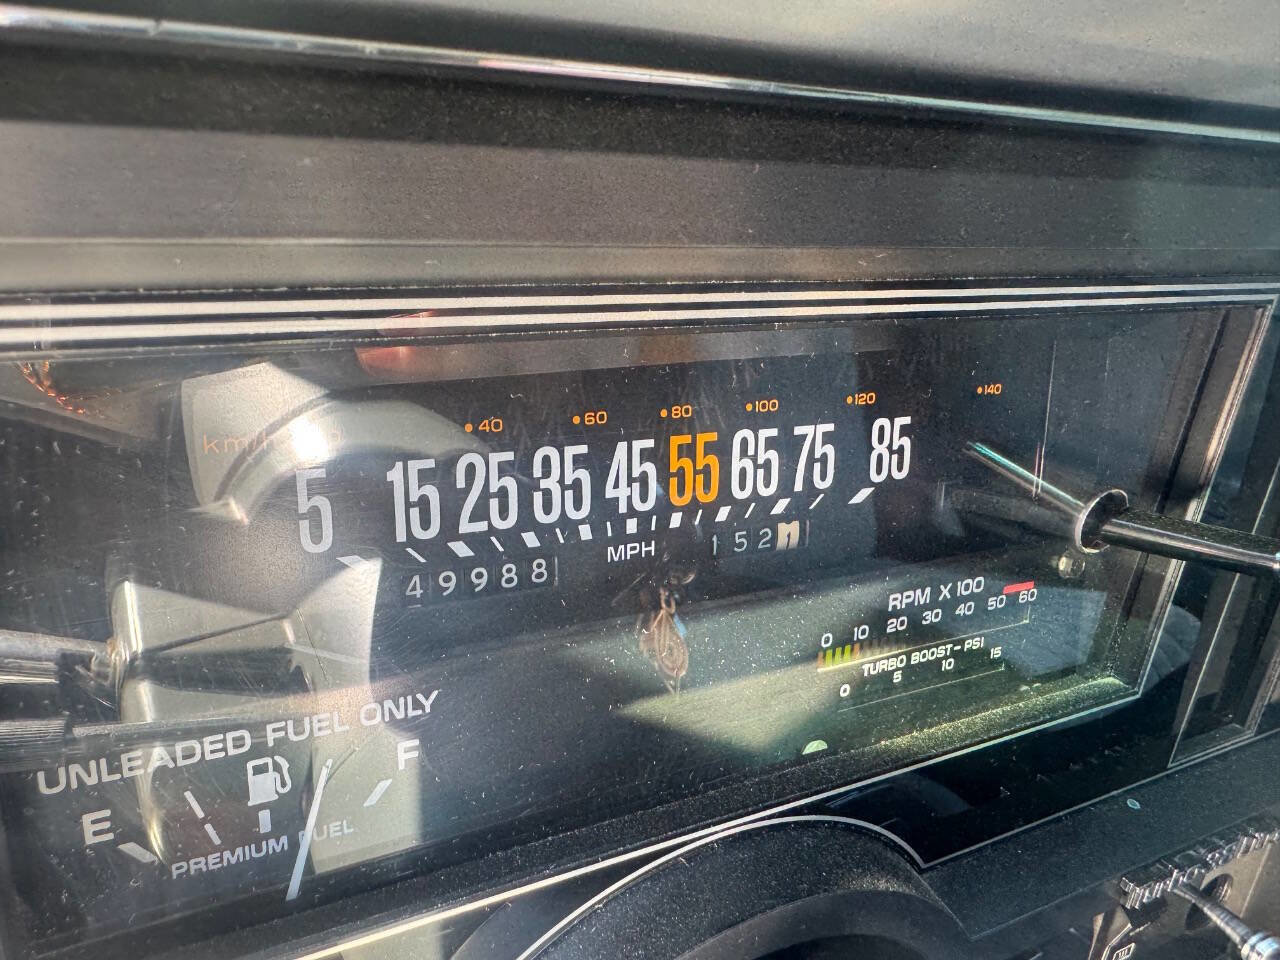 km/h
40 60 80 100 120 140
5 15 25 35 45 55 65 75 85
MPH
1521
49988
RPM X100
0 10 20 30 40 50 60
TURBO BOOST-PSI
0 5 10 15
UNLEADED FUEL ONLY
E F
PREMIUM FUEL